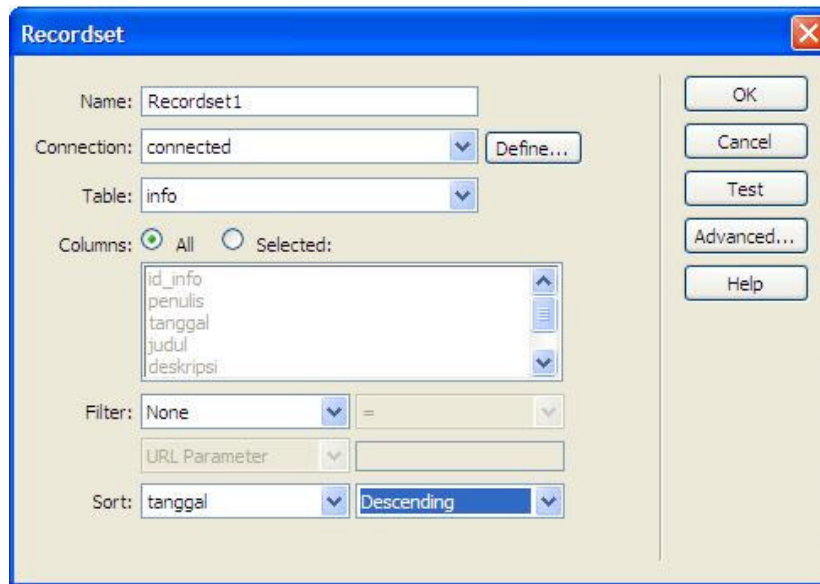 Recordset
Name: Recordset1
OK
Connection: connected Define...
Cancel
Table: info
Test
Columns: All Selected:
Advanced...
id_info
Help
penulis
tanggal
judul
deskripsi
Filter: None =
URL Parameter
Sort: tanggal Descending